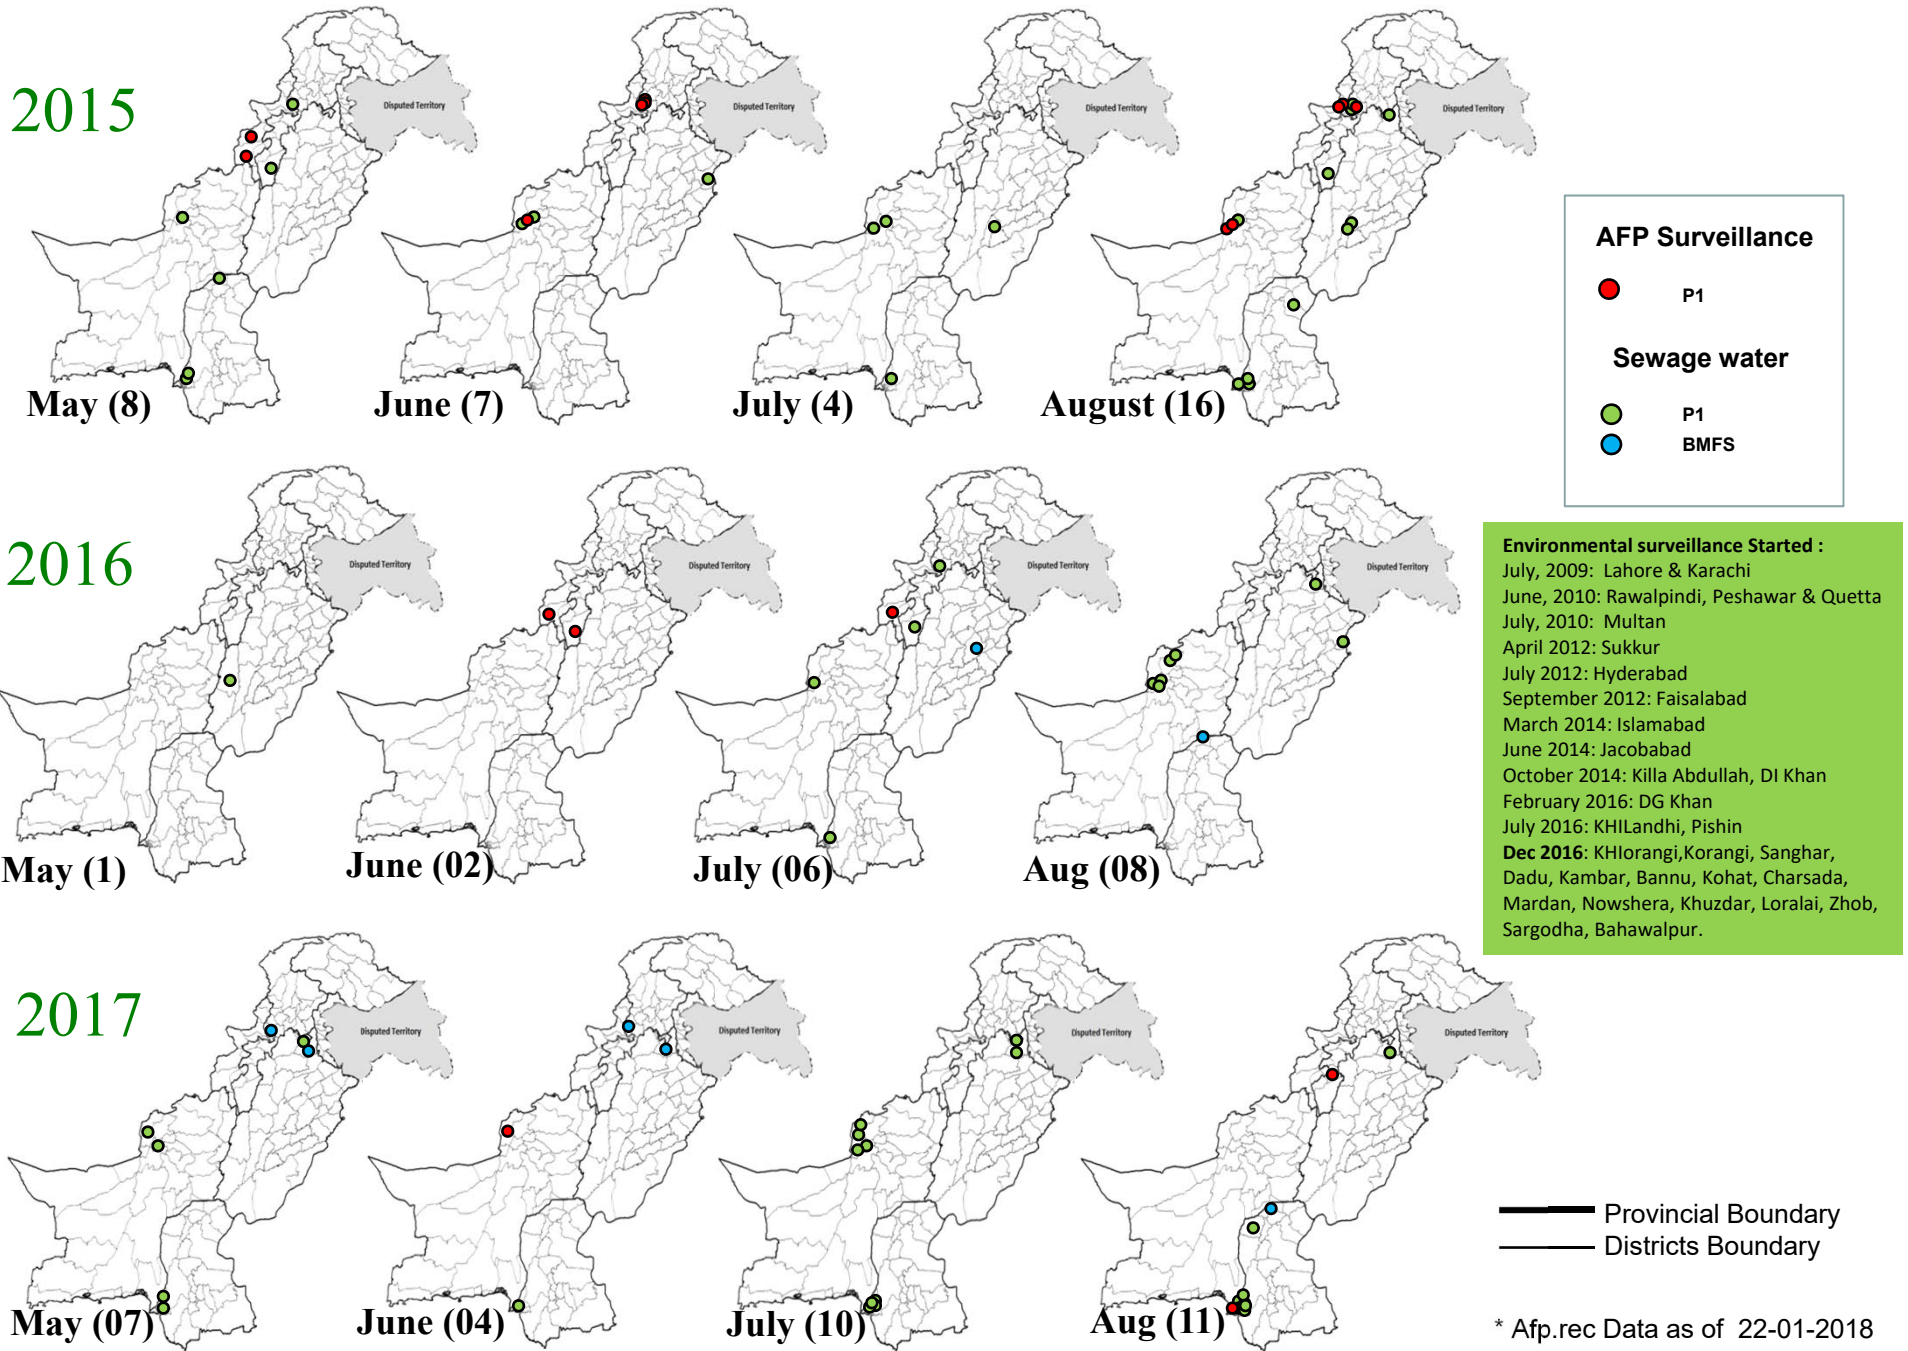 2015
Disputed Territory
Disputed Territory
Disputed Territory
Disputed Territory
May (8)
June (7)
July (4)
August (16)
AFP Surveillance
P1
Sewage water
P1
BMFS
2016
Disputed Territory
Disputed Territory
Disputed Territory
Disputed Territory
May (1)
June (02)
July (06)
Aug (08)
Environmental surveillance Started :
July, 2009: Lahore & Karachi
June, 2010: Rawalpindi, Peshawar & Quetta
July, 2010: Multan
April 2012: Sukkur
July 2012: Hyderabad
September 2012: Faisalabad
March 2014: Islamabad
June 2014: Jacobabad
October 2014: Killa Abdullah, DI Khan
February 2016: DG Khan
July 2016: KHILandhi, Pishin
Dec 2016: KHIorangi,Korangi, Sanghar,
Dadu, Kambar, Bannu, Kohat, Charsada,
Mardan, Nowshera, Khuzdar, Loralai, Zhob,
Sargodha, Bahawalpur.
2017
Disputed Territory
Disputed Territory
Disputed Territory
Disputed Territory
May (07)
June (04)
July (10)
Aug (11)
Provincial Boundary
Districts Boundary
* Afp.rec Data as of 22-01-2018